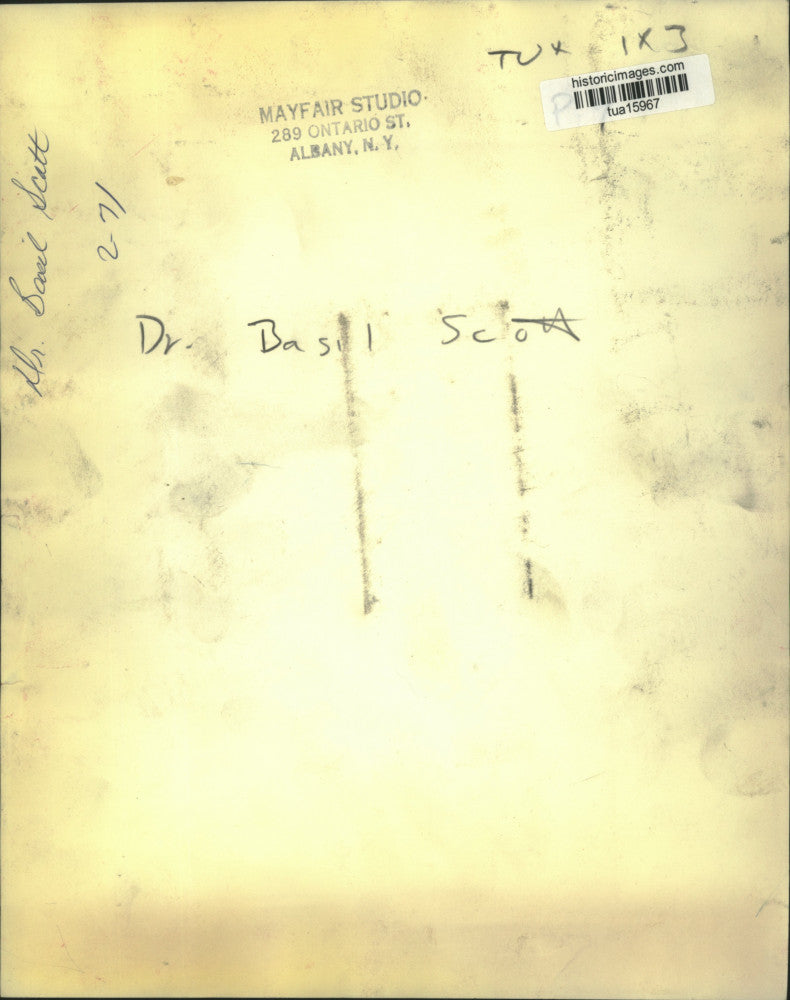 TUX 1X3
historicimages.com
tua15967
MAYFAIR STUDIO
289 ONTARIO ST.
ALBANY, N. Y.
Dr. Basil Scott
2-71
Dr. Basil Scott